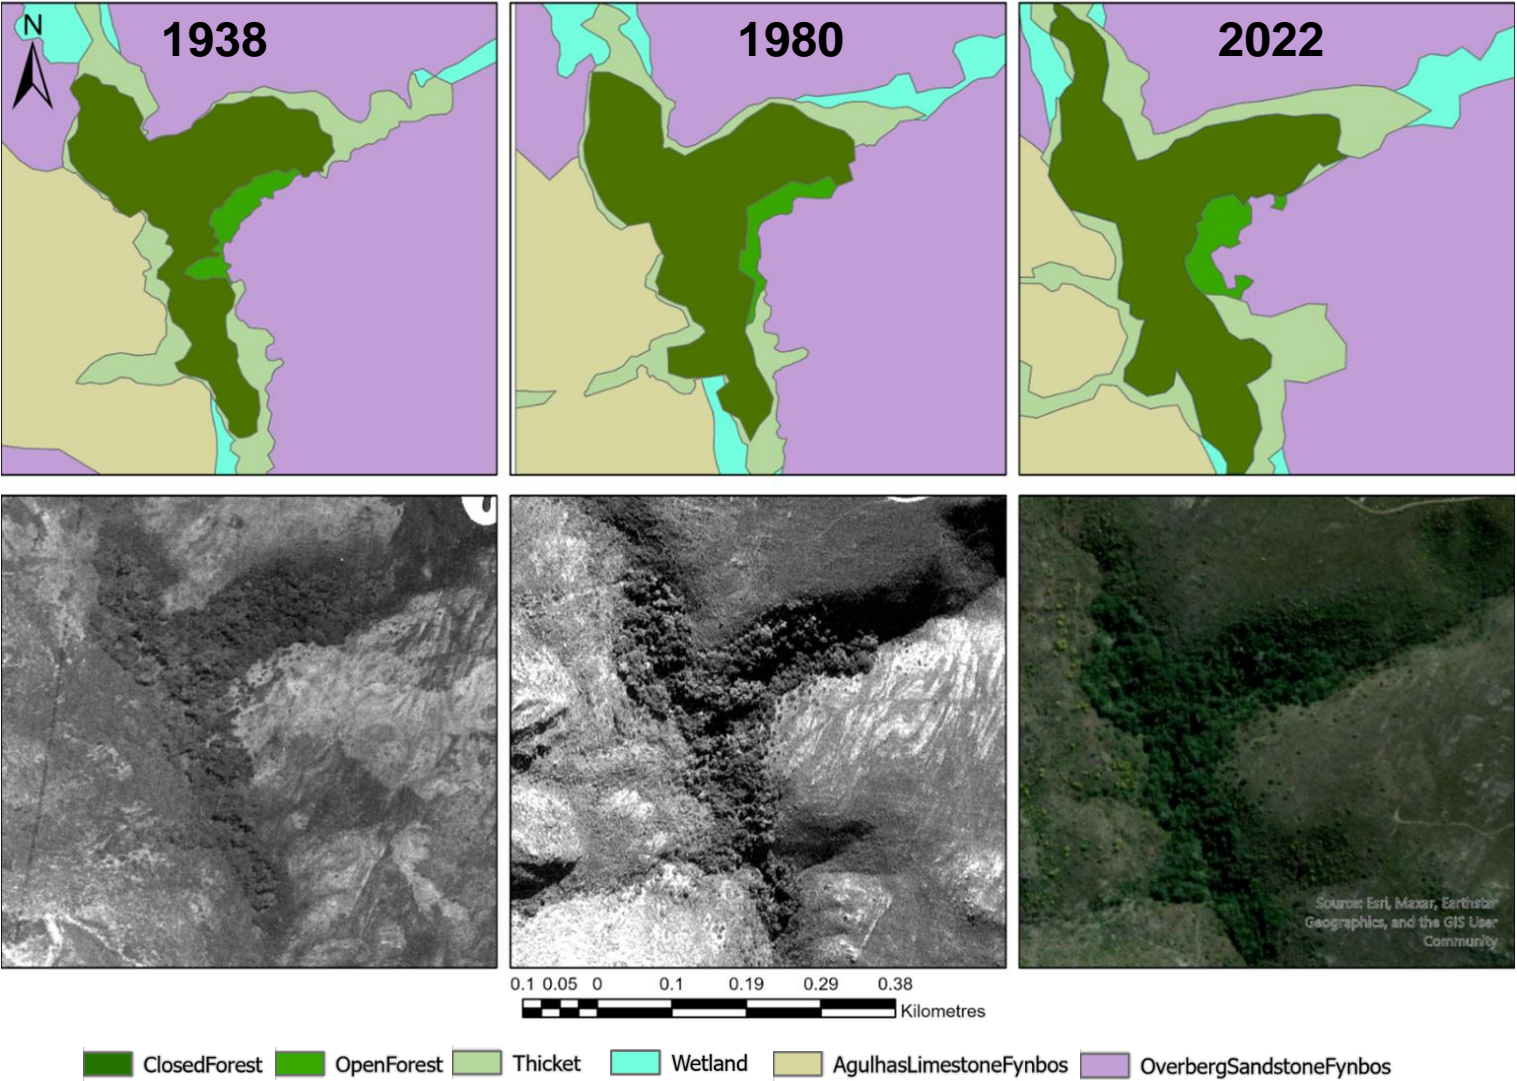 N
1938
1980
2022
Source: Esri, Maxar, Earthstar
Geographics, and the GIS User
Community
0.1 0.05 0 0.1 0.19 0.29 0.38
Kilometres
ClosedForest OpenForest Thicket Wetland AgulhasLimestoneFynbos OverbergSandstoneFynbos